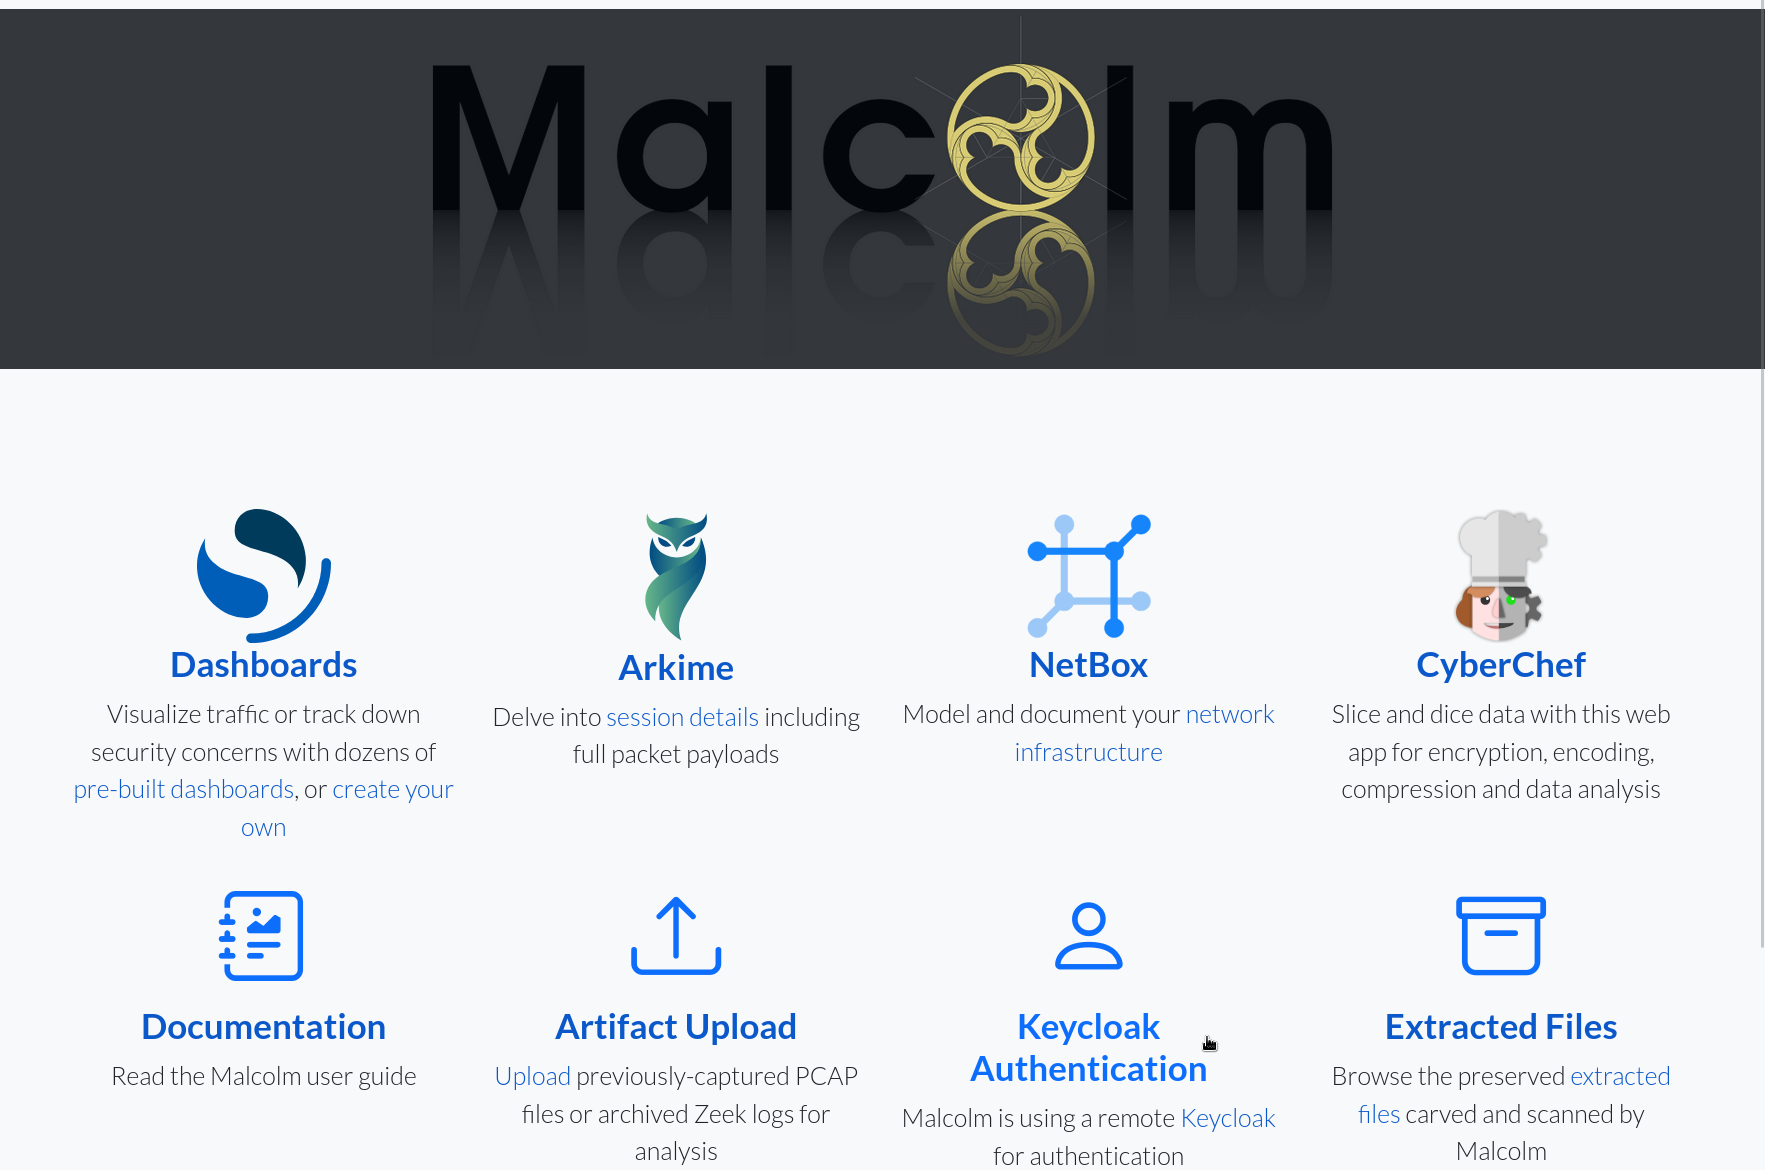 Malcolm
Dashboards
Visualize traffic or track down
security concerns with dozens of
pre-built dashboards, or create your
own
Arkime
Delve into session details including
full packet payloads
NetBox
Model and document your network
infrastructure
CyberChef
Slice and dice data with this web
app for encryption, encoding,
compression and data analysis
Documentation
Read the Malcolm user guide
Artifact Upload
Upload previously-captured PCAP
files or archived Zeek logs for
analysis
Keycloak
Authentication
Malcolm is using a remote Keycloak
for authentication
Extracted Files
Browse the preserved extracted
files carved and scanned by
Malcolm